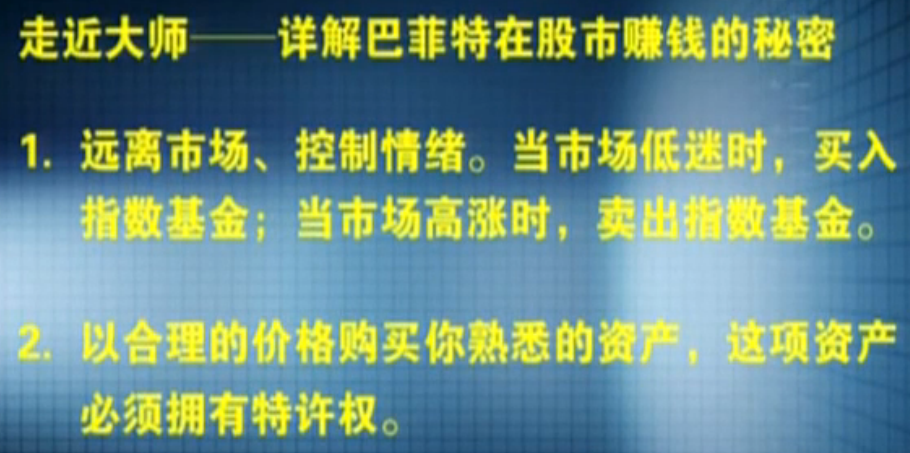 走近大师——详解巴菲特在股市赚钱的秘密
1. 远离市场、控制情绪。当市场低迷时，买入
指数基金；当市场高涨时，卖出指数基金。
2. 以合理的价格购买你熟悉的资产，这项资产
必须拥有特许权。